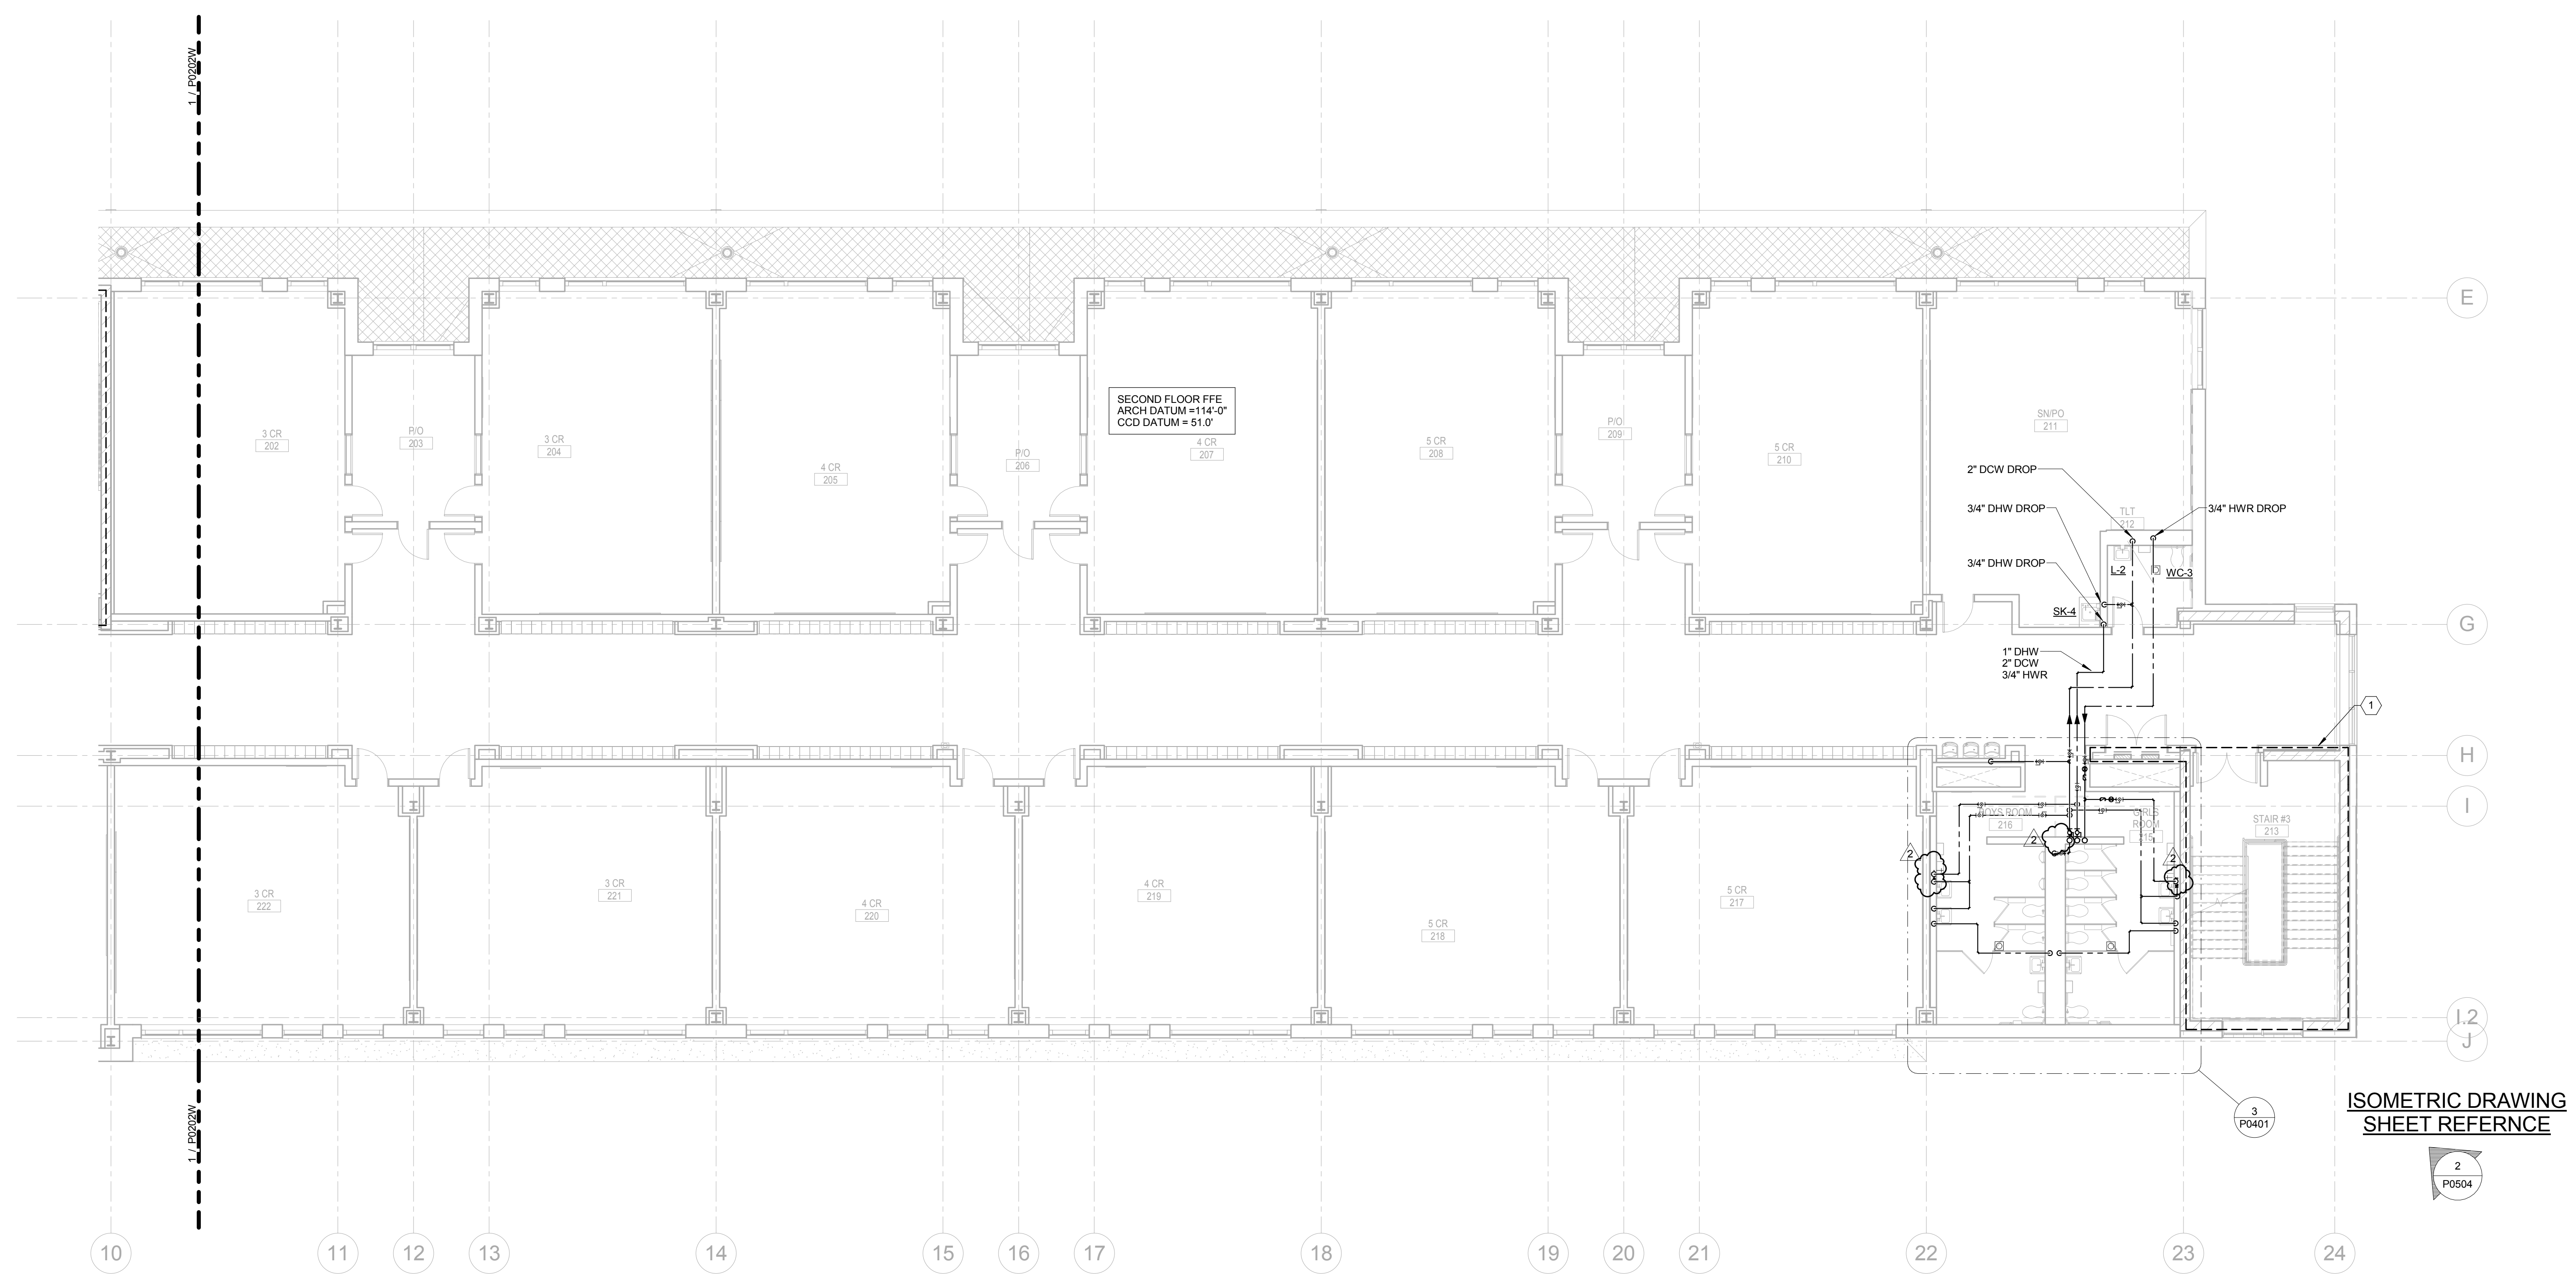 1 / P0202W
E
SECOND FLOOR FFE
ARCH DATUM =114'-0"
CCD DATUM = 51.0'
3 CR
202
P/O
203
3 CR
204
4 CR
205
P/O
206
4 CR
207
5 CR
208
P/O
209
5 CR
210
SN/PO
211
2" DCW DROP
3/4" DHW DROP
TLT
212
3/4" HWR DROP
3/4" DHW DROP
L-2
WC-3
SK-4
G
1" DHW
2" DCW
3/4" HWR
1
H
I
BOYS ROOM
216
GIRLS
ROOM
215
STAIR #3
213
2
2
2
3 CR
222
3 CR
221
4 CR
220
4 CR
219
5 CR
218
5 CR
217
I.2
J
1 / P0202W
3
P0401
ISOMETRIC DRAWING
SHEET REFERNCE
2
P0504
10
11
12
13
14
15
16
17
18
19
20
21
22
23
24